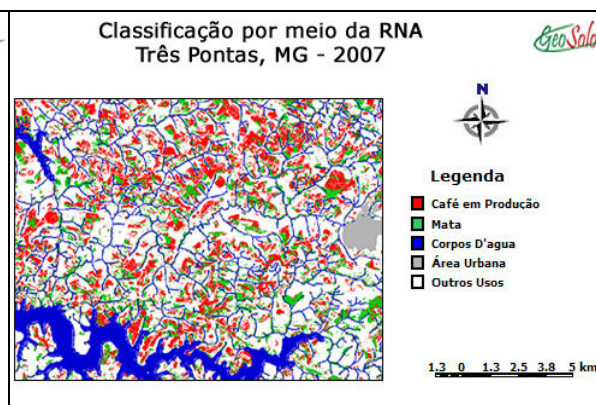 Classificação por meio da RNA
Três Pontas, MG - 2007
GeoSolos
N
Legenda
Café em Produção
Mata
Corpos D'agua
Área Urbana
Outros Usos
1.3 0 1.3 2.5 3.8 5 km